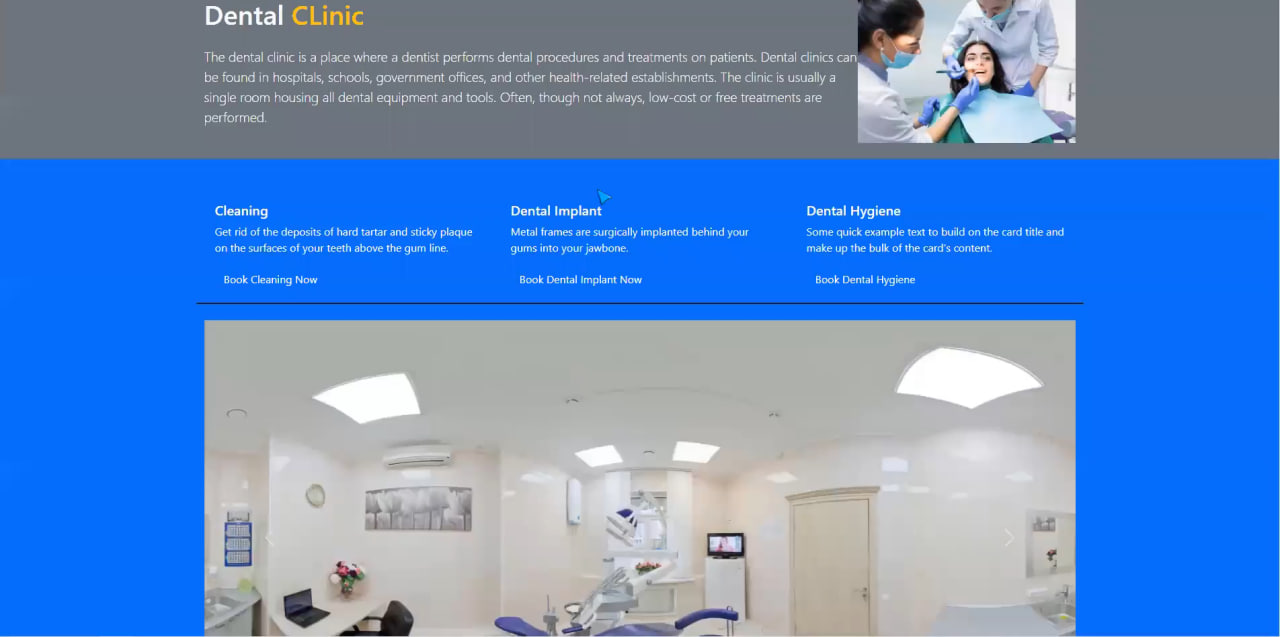 Dental CLinic
The dental clinic is a place where a dentist performs dental procedures and treatments on patients. Dental clinics can
be found in hospitals, schools, government offices, and other health-related establishments. The clinic is usually a
single room housing all dental equipment and tools. Often, though not always, low-cost or free treatments are
performed.
Cleaning
Get rid of the deposits of hard tartar and sticky plaque
on the surfaces of your teeth above the gum line.
Book Cleaning Now
Dental Implant
Metal frames are surgically implanted behind your
gums into your jawbone.
Book Dental Implant Now
Dental Hygiene
Some quick example text to build on the card title and
make up the bulk of the card's content.
Book Dental Hygiene